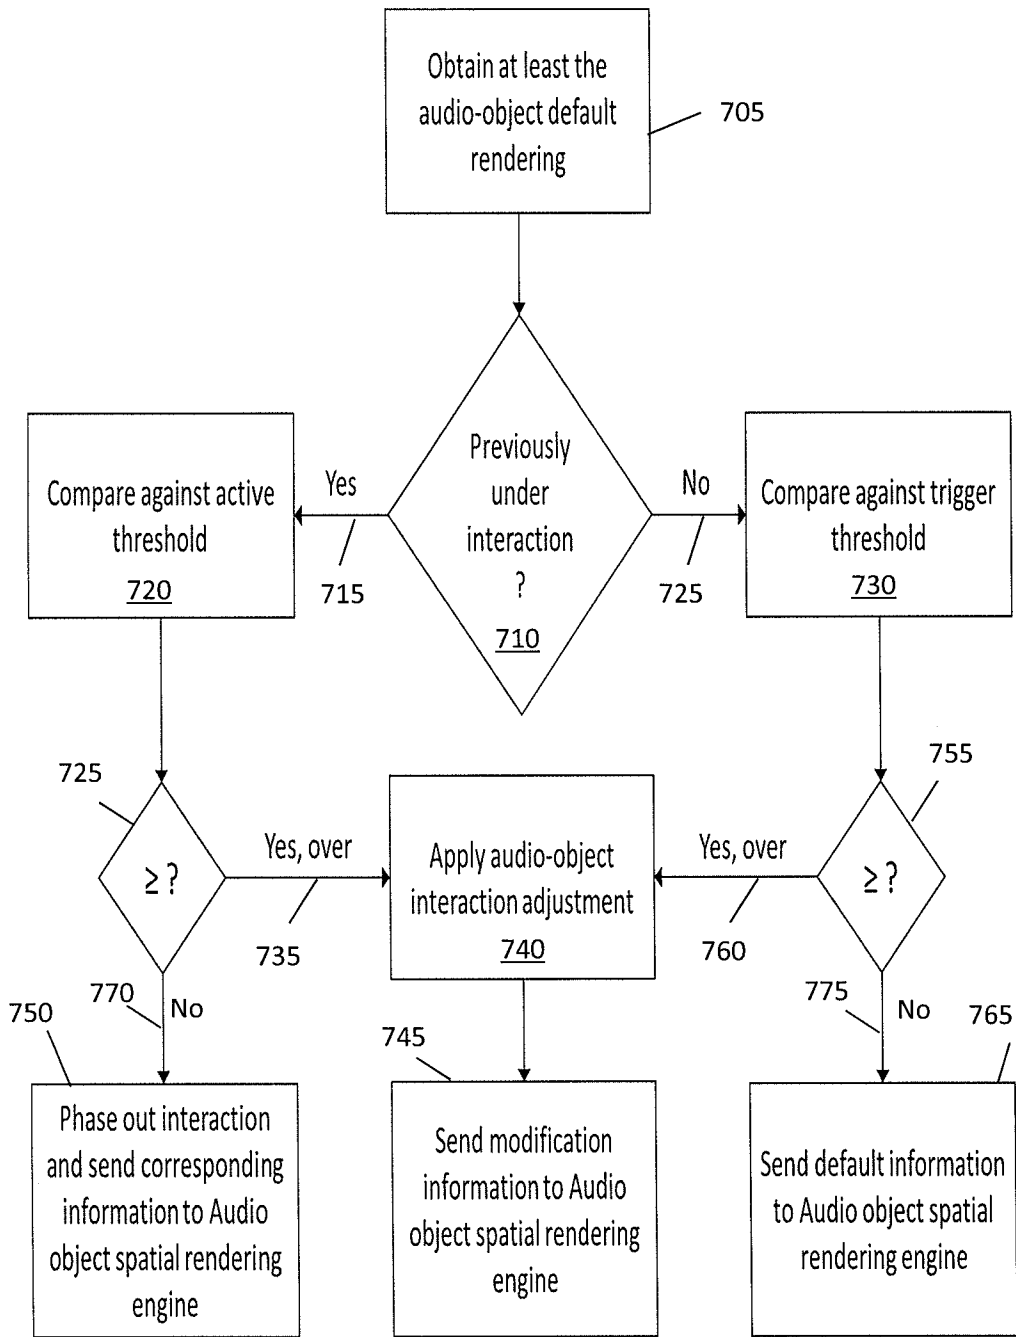 Obtain at least the
audio-object default
rendering
705
Previously
under
interaction
?
710
Yes
715
No
725
Compare against active
threshold
720
Compare against trigger
threshold
730
725
≥ ?
Yes, over
735
Apply audio-object
interaction adjustment
740
Yes, over
760
755
≥ ?
770
No
750
Phase out interaction
and send corresponding
information to Audio
object spatial rendering
engine
745
Send modification
information to Audio
object spatial rendering
engine
775
No
765
Send default information
to Audio object spatial
rendering engine